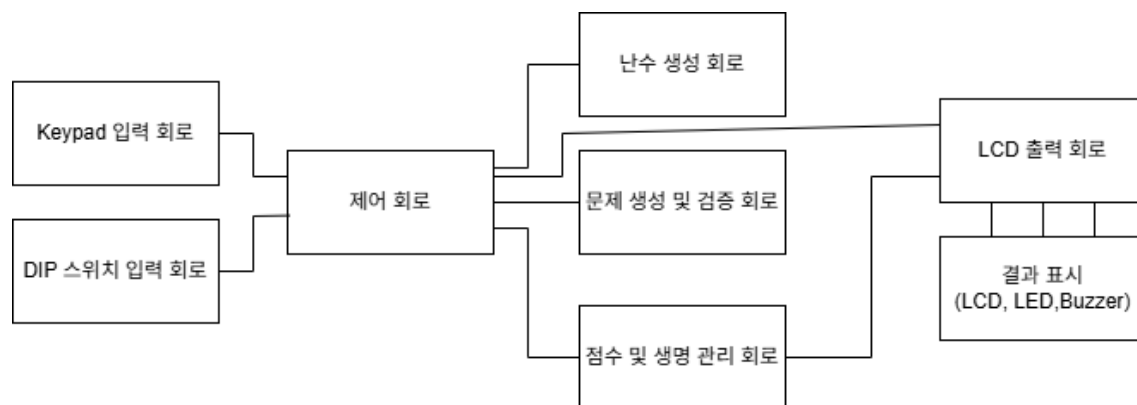 난수 생성 회로
Keypad 입력 회로
LCD 출력 회로
제어 회로
문제 생성 및 검증 회로
DIP 스위치 입력 회로
결과 표시
(LCD, LED,Buzzer)
점수 및 생명 관리 회로